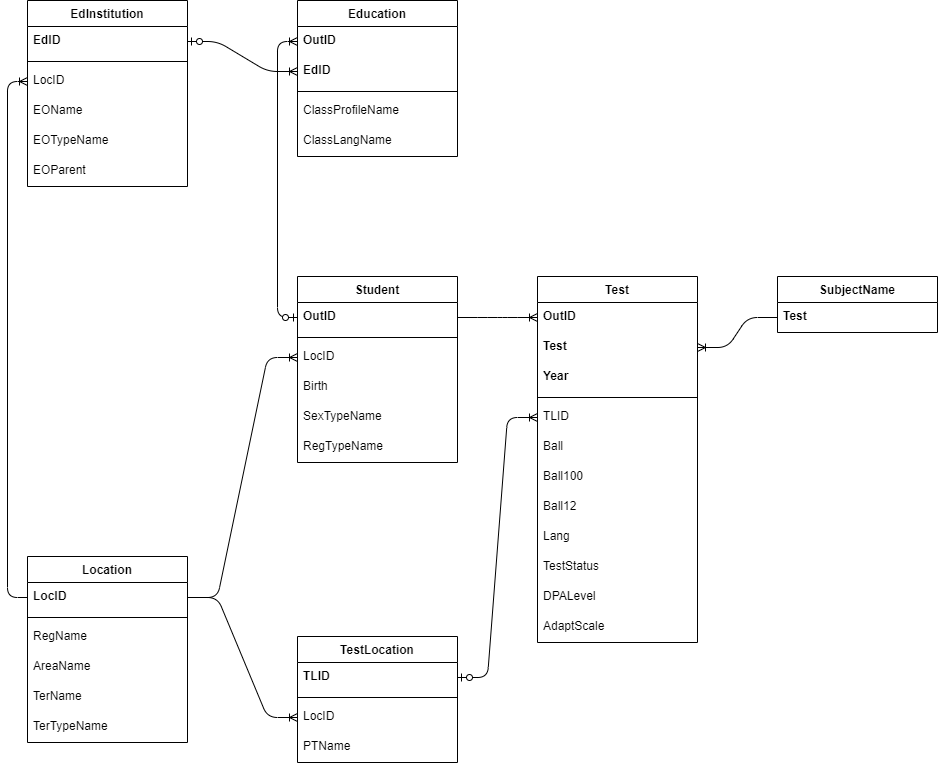 EdInstitution
EdID
LocID
EOName
EOTypeName
EOParent
Education
OutID
EdID
ClassProfileName
ClassLangName
Student
OutID
LocID
Birth
SexTypeName
RegTypeName
Test
OutID
Test
Year
TLID
Ball
Ball100
Ball12
Lang
TestStatus
DPALevel
AdaptScale
SubjectName
Test
Location
LocID
RegName
AreaName
TerName
TerTypeName
TestLocation
TLID
LocID
PTName